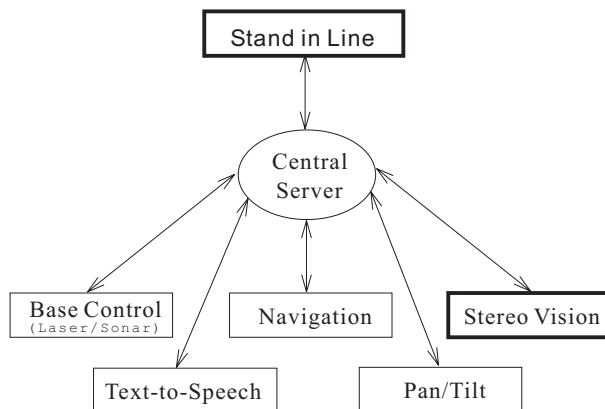 Stand in Line
Central
Server
Base Control
(Laser/Sonar)
Navigation
Stereo Vision
Text-to-Speech
Pan/Tilt